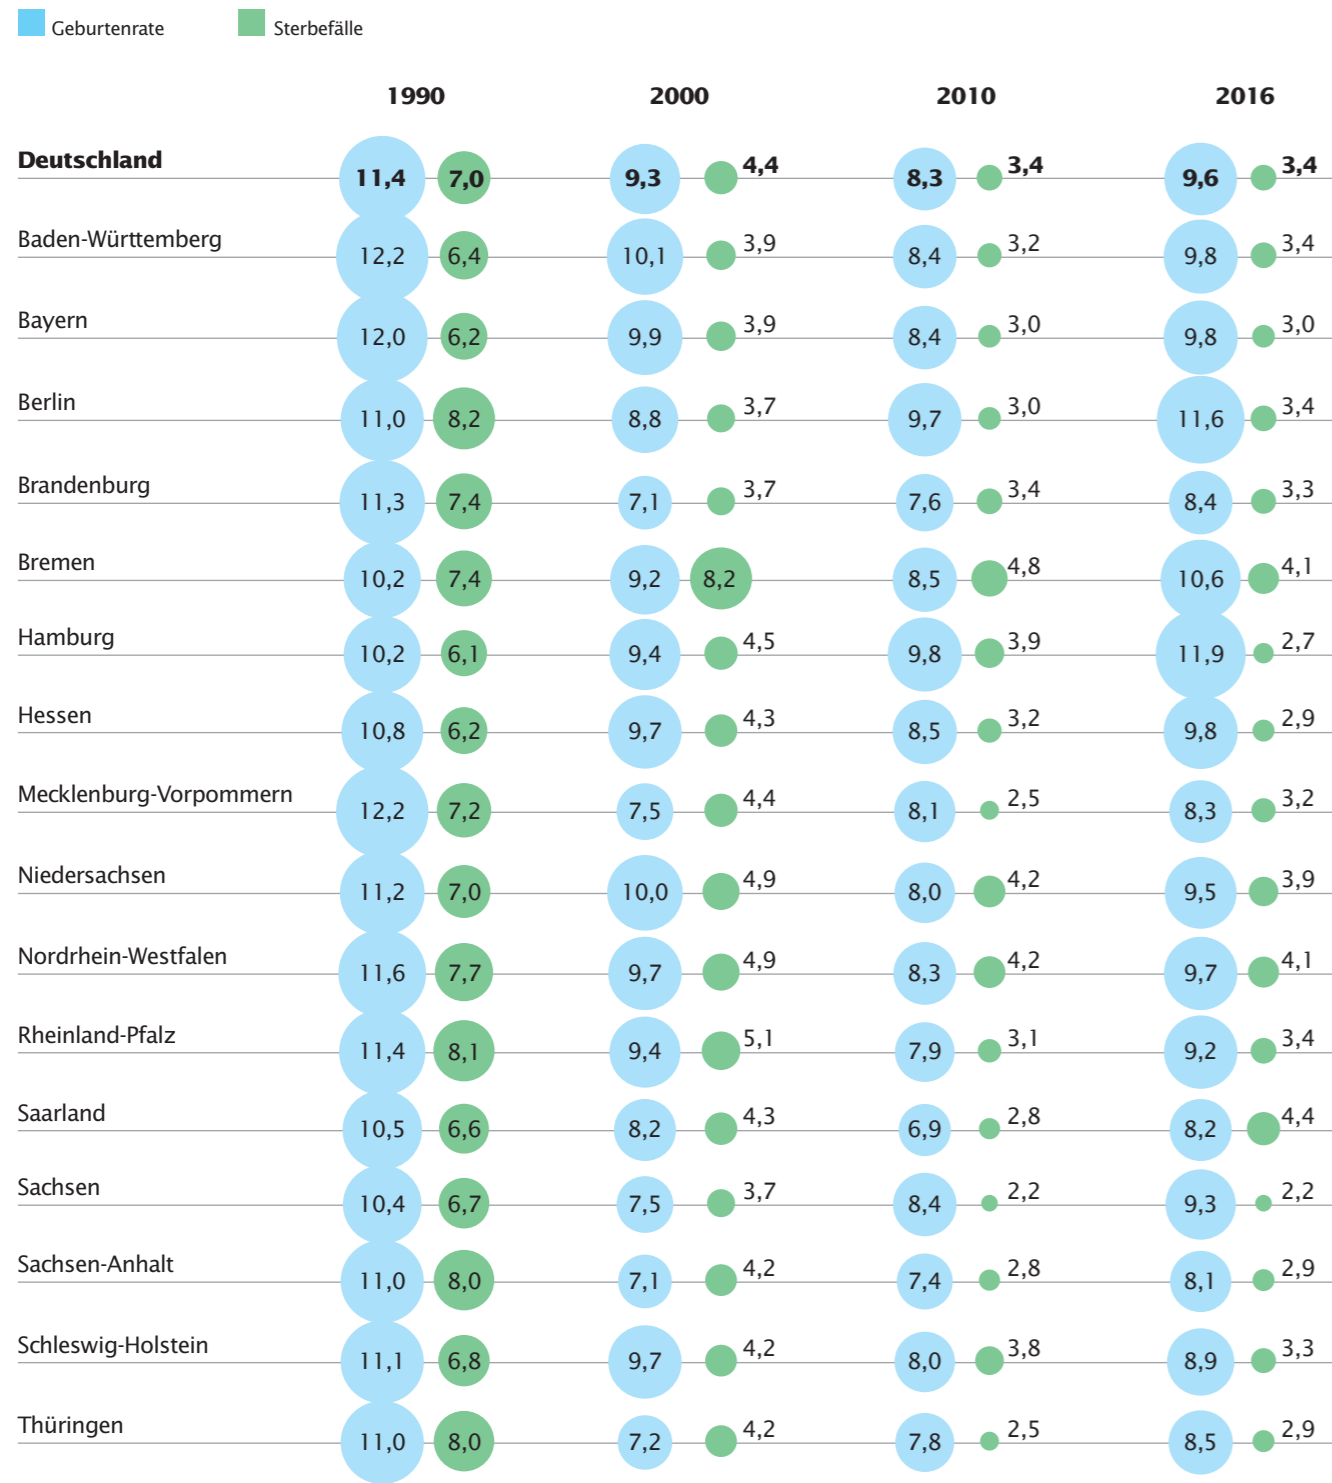 Geburtenrate Sterbefälle
1990 2000 2010 2016
Deutschland 11,4 7,0 9,3 4,4 8,3 3,4 9,6 3,4
Baden-Württemberg 12,2 6,4 10,1 3,9 8,4 3,2 9,8 3,4
Bayern 12,0 6,2 9,9 3,9 8,4 3,0 9,8 3,0
Berlin 11,0 8,2 8,8 3,7 9,7 3,0 11,6 3,4
Brandenburg 11,3 7,4 7,1 3,7 7,6 3,4 8,4 3,3
Bremen 10,2 7,4 9,2 8,2 8,5 4,8 10,6 4,1
Hamburg 10,2 6,1 9,4 4,5 9,8 3,9 11,9 2,7
Hessen 10,8 6,2 9,7 4,3 8,5 3,2 9,8 2,9
Mecklenburg-Vorpommern 12,2 7,2 7,5 4,4 8,1 2,5 8,3 3,2
Niedersachsen 11,2 7,0 10,0 4,9 8,0 4,2 9,5 3,9
Nordrhein-Westfalen 11,6 7,7 9,7 4,9 8,3 4,2 9,7 4,1
Rheinland-Pfalz 11,4 8,1 9,4 5,1 7,9 3,1 9,2 3,4
Saarland 10,5 6,6 8,2 4,3 6,9 2,8 8,2 4,4
Sachsen 10,4 6,7 7,5 3,7 8,4 2,2 9,3 2,2
Sachsen-Anhalt 11,0 8,0 7,1 4,2 7,4 2,8 8,1 2,9
Schleswig-Holstein 11,1 6,8 9,7 4,2 8,0 3,8 8,9 3,3
Thüringen 11,0 8,0 7,2 4,2 7,8 2,5 8,5 2,9